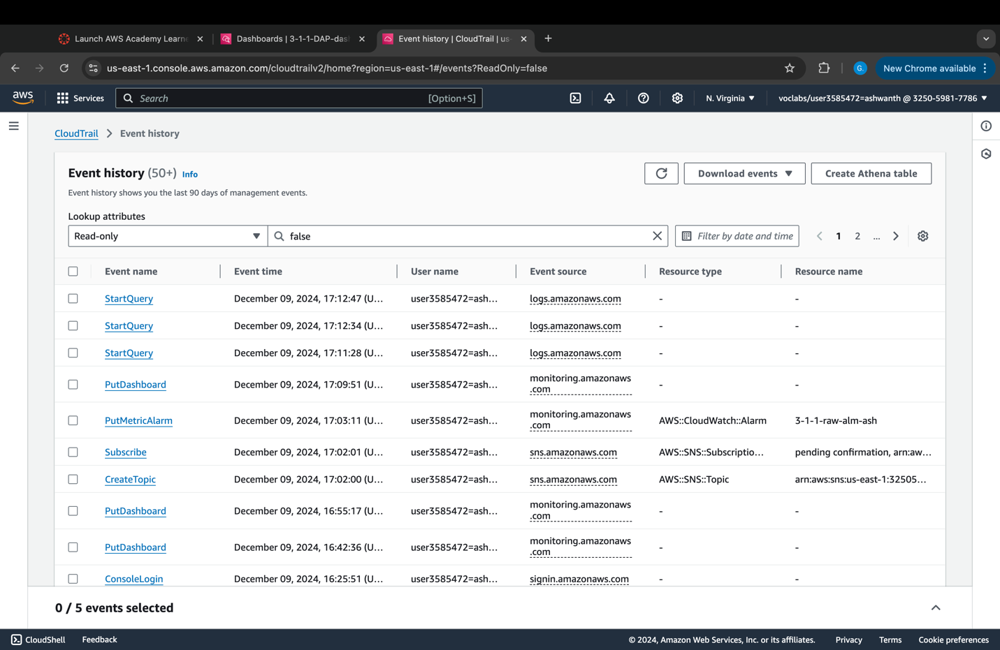 Launch AWS Academy Learne
Dashboards | 3-1-1-DAP-das
Event history | CloudTrail | us-
us-east-1.console.aws.amazon.com/cloudtrailv2/home?region=us-east-1#/events?ReadOnly=false
G.
New Chrome available
aws
Services
Search
[Option+S]
N. Virginia
voclabs/user3585472=ashwanth @ 3250-5981-7786
CloudTrail
Event history
Event history (50+) Info
Download events
Create Athena table
Event history shows you the last 90 days of management events.
Lookup attributes
Read-only
false
Filter by date and time
1 2 ...
Event name Event time User name Event source Resource type Resource name
StartQuery December 09, 2024, 17:12:47 (U... user3585472=ash... logs.amazonaws.com - -
StartQuery December 09, 2024, 17:12:34 (U... user3585472=ash... logs.amazonaws.com - -
StartQuery December 09, 2024, 17:11:28 (U... user3585472=ash... logs.amazonaws.com - -
PutDashboard December 09, 2024, 17:09:51 (U... user3585472=ash... monitoring.amazonaws
.com - -
PutMetricAlarm December 09, 2024, 17:03:11 (U... user3585472=ash... monitoring.amazonaws
.com AWS::CloudWatch::Alarm 3-1-1-raw-alm-ash
Subscribe December 09, 2024, 17:02:01 (U... user3585472=ash... sns.amazonaws.com AWS::SNS::Subscriptio... pending confirmation, arn:aw...
CreateTopic December 09, 2024, 17:02:00 (U... user3585472=ash... sns.amazonaws.com AWS::SNS::Topic arn:aws:sns:us-east-1:32505...
PutDashboard December 09, 2024, 16:55:17 (U... user3585472=ash... monitoring.amazonaws
.com - -
PutDashboard December 09, 2024, 16:42:36 (U... user3585472=ash... monitoring.amazonaws
.com - -
ConsoleLogin December 09, 2024, 16:25:51 (U... user3585472=ash... signin.amazonaws.com - -
0 / 5 events selected
CloudShell
Feedback
© 2024, Amazon Web Services, Inc. or its affiliates.
Privacy
Terms
Cookie preferences